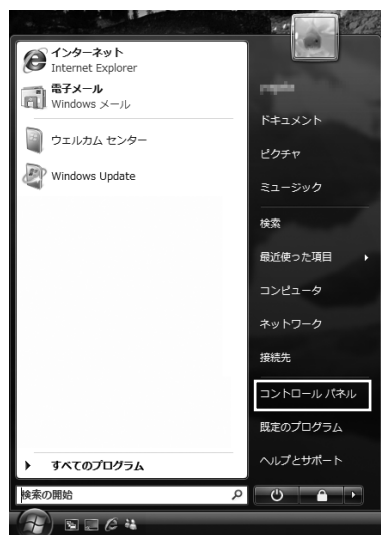 インターネット
Internet Explorer
電子メール
Windows メール
ウェルカム センター
Windows Update
すべてのプログラム
検索の開始
ドキュメント
ピクチャ
ミュージック
検索
最近使った項目
コンピュータ
ネットワーク
接続先
コントロール パネル
既定のプログラム
ヘルプとサポート